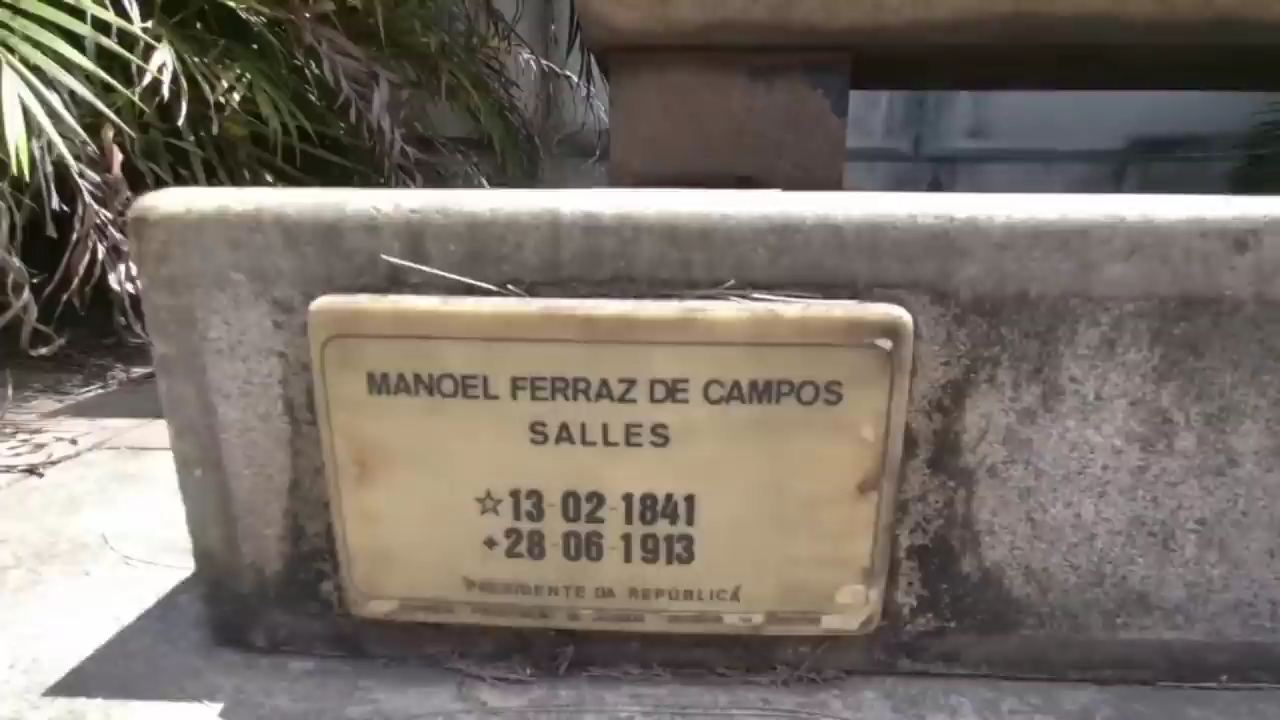 MANOEL FERRAZ DE CAMPOS
SALLES
☆13-02-1841
+28-06-1913
PRESIDENTE DA REPÚBLICA